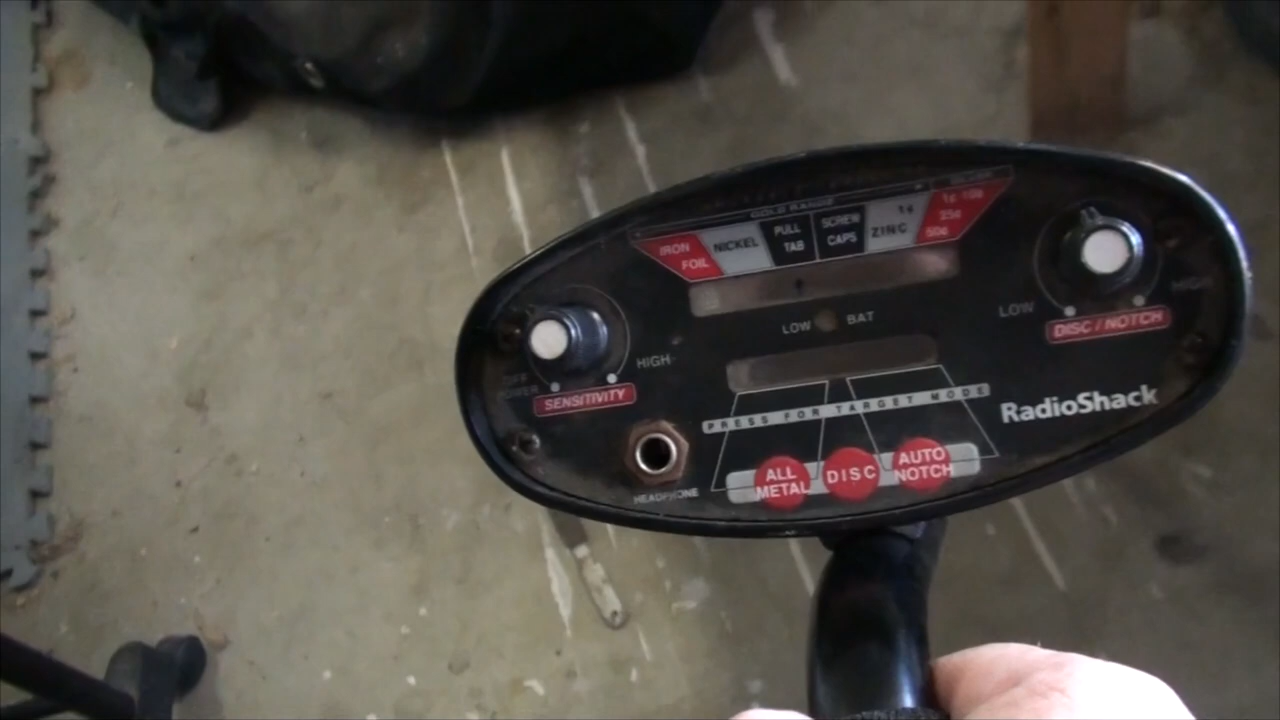 GOLD RANGE
IRON
FOIL
NICKEL
PULL
TAB
SCREW
CAPS
1¢
ZINC
1¢ 10¢
25¢
50¢
LOW BAT
HIGH
SENSITIVITY
LOW
HIGH
DISC / NOTCH
PRESS FOR TARGET MODE
RadioShack
ALL
METAL
DISC
AUTO
NOTCH
HEADPHONE